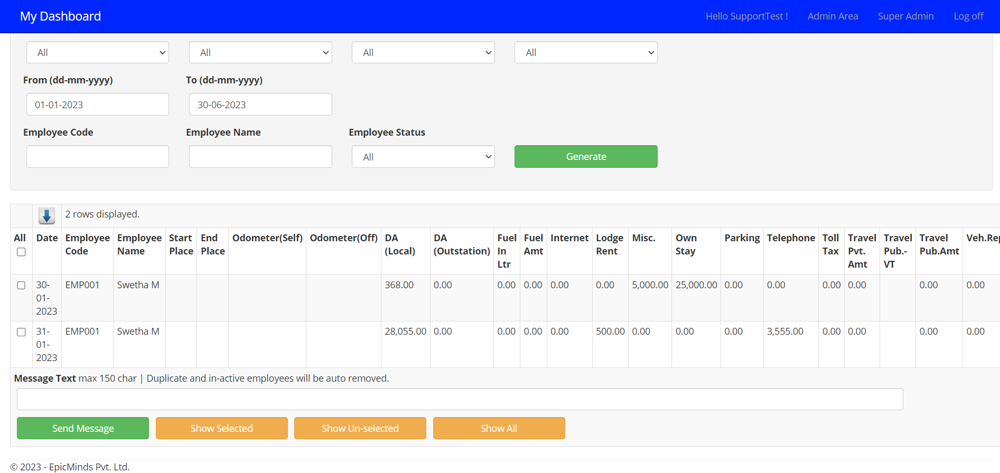 My Dashboard Hello SupportTest ! Admin Area Super Admin Log off
All All All All
From (dd-mm-yyyy) To (dd-mm-yyyy)
01-01-2023 30-06-2023
Employee Code Employee Name Employee Status
All Generate
2 rows displayed.
All Date Employee Code Employee Name Start Place End Place Odometer(Self) Odometer(Off) DA (Local) DA (Outstation) Fuel In Ltr Fuel Amt Internet Lodge Rent Misc. Own Stay Parking Telephone Toll Tax Travel Pvt. Amt Travel Pub.-VT Travel Pub.Amt Veh.Rep
30-01-2023 EMP001 Swetha M 368.00 0.00 0.00 0.00 0.00 0.00 5,000.00 25,000.00 0.00 0.00 0.00 0.00 0.00 0.00
31-01-2023 EMP001 Swetha M 28,055.00 0.00 0.00 0.00 0.00 500.00 0.00 0.00 0.00 3,555.00 0.00 0.00 0.00 0.00
Message Text max 150 char | Duplicate and in-active employees will be auto removed.
Send Message Show Selected Show Un-selected Show All
© 2023 - EpicMinds Pvt. Ltd.